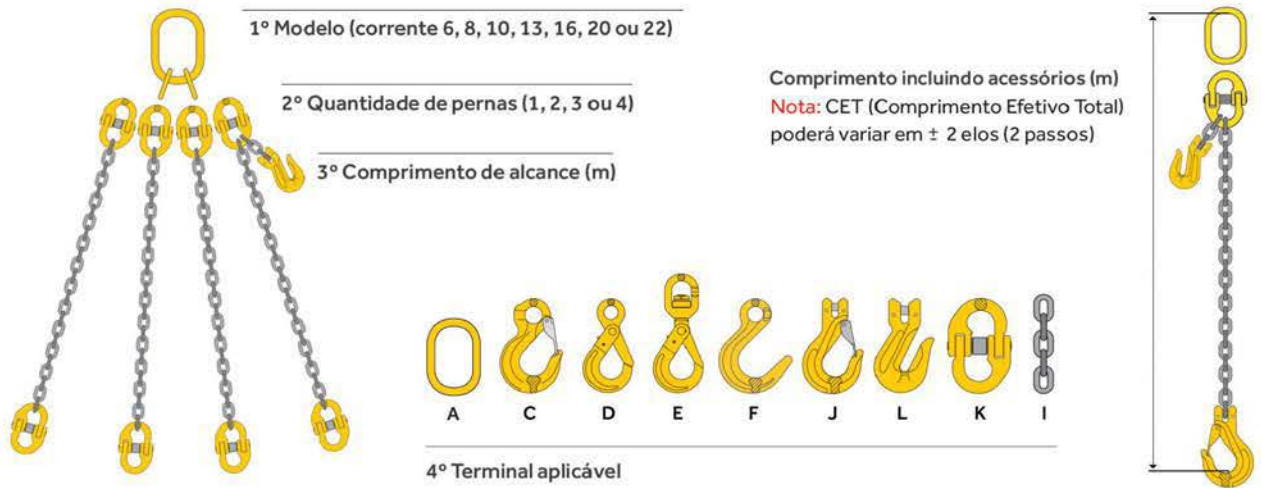 1º Modelo (corrente 6, 8, 10, 13, 16, 20 ou 22)
2º Quantidade de pernas (1, 2, 3 ou 4)
3º Comprimento de alcance (m)
Comprimento incluindo acessórios (m)
Nota: CET (Comprimento Efetivo Total)
poderá variar em ± 2 elos (2 passos)
A C D E F J L K I
4º Terminal aplicável